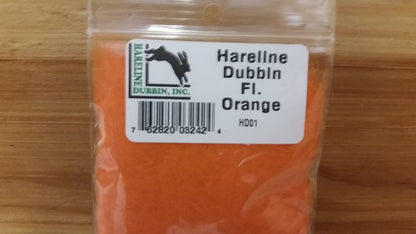 HARELINE
DUBBIN, INC.
Hareline
Dubbin
Fl.
Orange
HD01
7 62820 03242 4